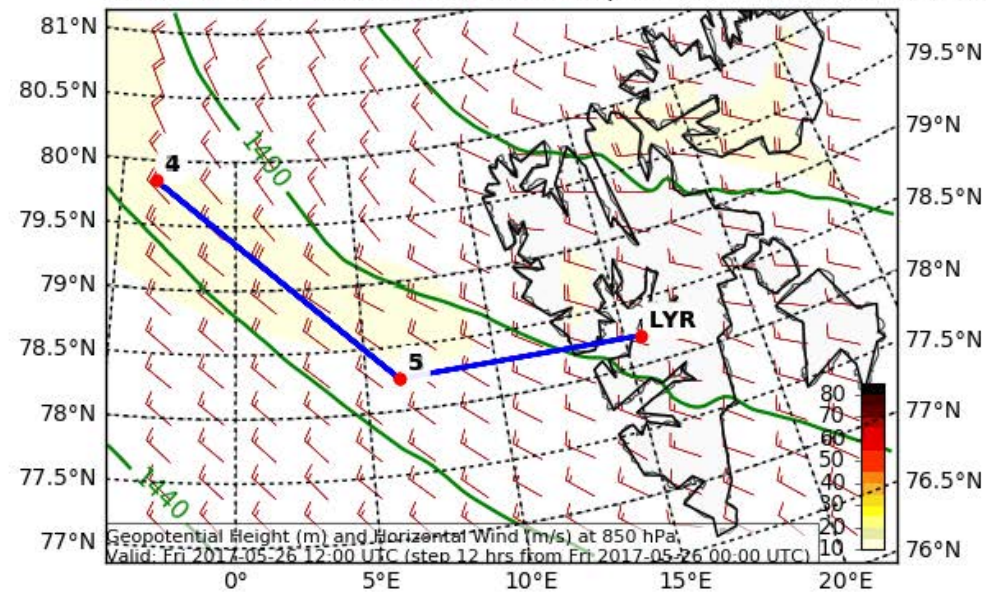 81°N
80.5°N
80°N
79.5°N
79°N
78.5°N
78°N
77.5°N
77°N
79.5°N
79°N
78.5°N
78°N
77.5°N
77°N
76.5°N
76°N
4
1400
5
LYR
1440
80
70
60
50
40
30
20
10
Geopotential Height (m) and Horizontal Wind (m/s) at 850 hPa,
Valid: Fri 2017-05-26 12:00 UTC (step 12 hrs from Fri 2017-05-26 00:00 UTC)
0° 5°E 10°E 15°E 20°E